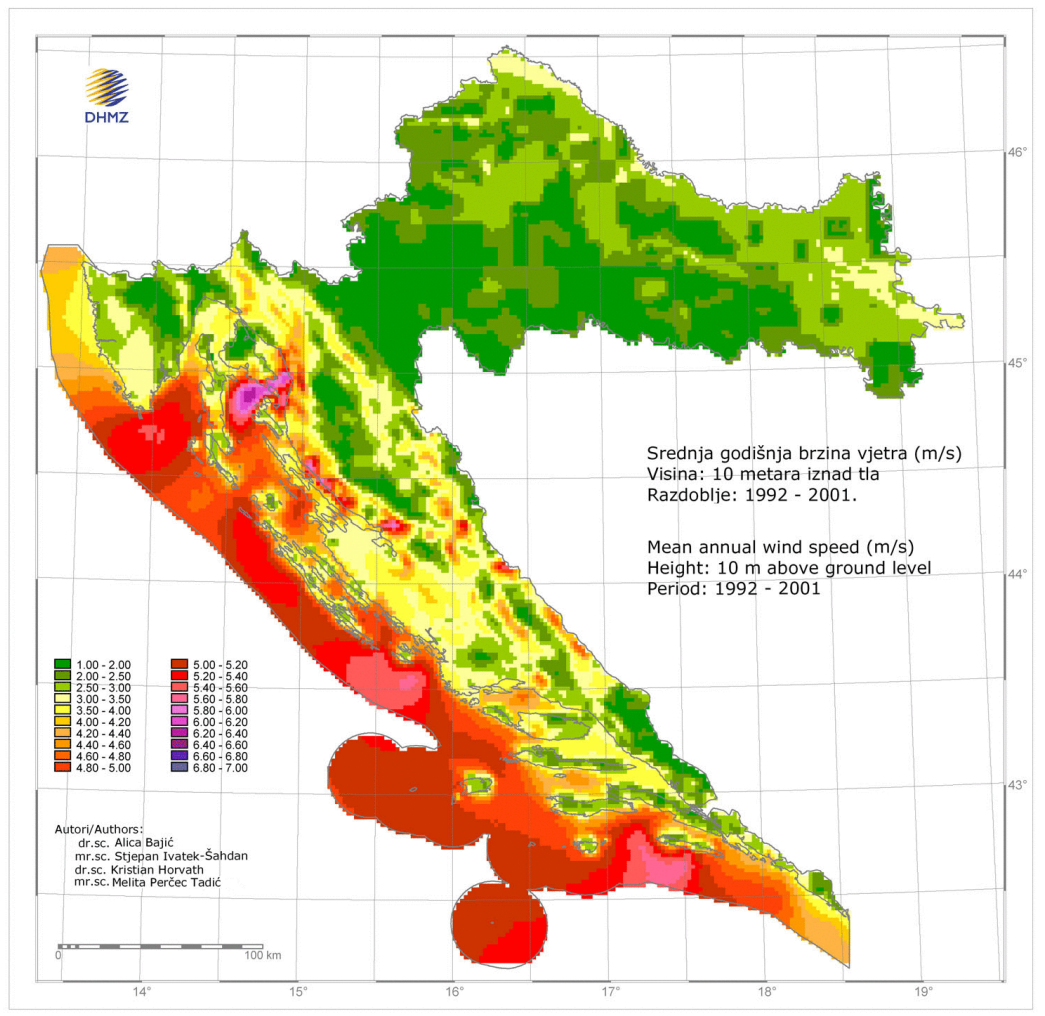 DHMZ
46°
45°
Srednja godišnja brzina vjetra (m/s)
Visina: 10 metara iznad tla
Razdoblje: 1992 - 2001.
Mean annual wind speed (m/s)
Height: 10 m above ground level
Period: 1992 - 2001
44°
1.00 - 2.00
2.00 - 2.50
2.50 - 3.00
3.00 - 3.50
3.50 - 4.00
4.00 - 4.20
4.20 - 4.40
4.40 - 4.60
4.60 - 4.80
4.80 - 5.00
5.00 - 5.20
5.20 - 5.40
5.40 - 5.60
5.60 - 5.80
5.80 - 6.00
6.00 - 6.20
6.20 - 6.40
6.40 - 6.60
6.60 - 6.80
6.80 - 7.00
43°
Autori/Authors:
dr.sc. Alica Bajić
mr.sc. Stjepan Ivatek-Šahdan
dr.sc. Kristian Horvath
mr.sc. Melita Perčec Tadić
0 100 km
14° 15° 16° 17° 18° 19°